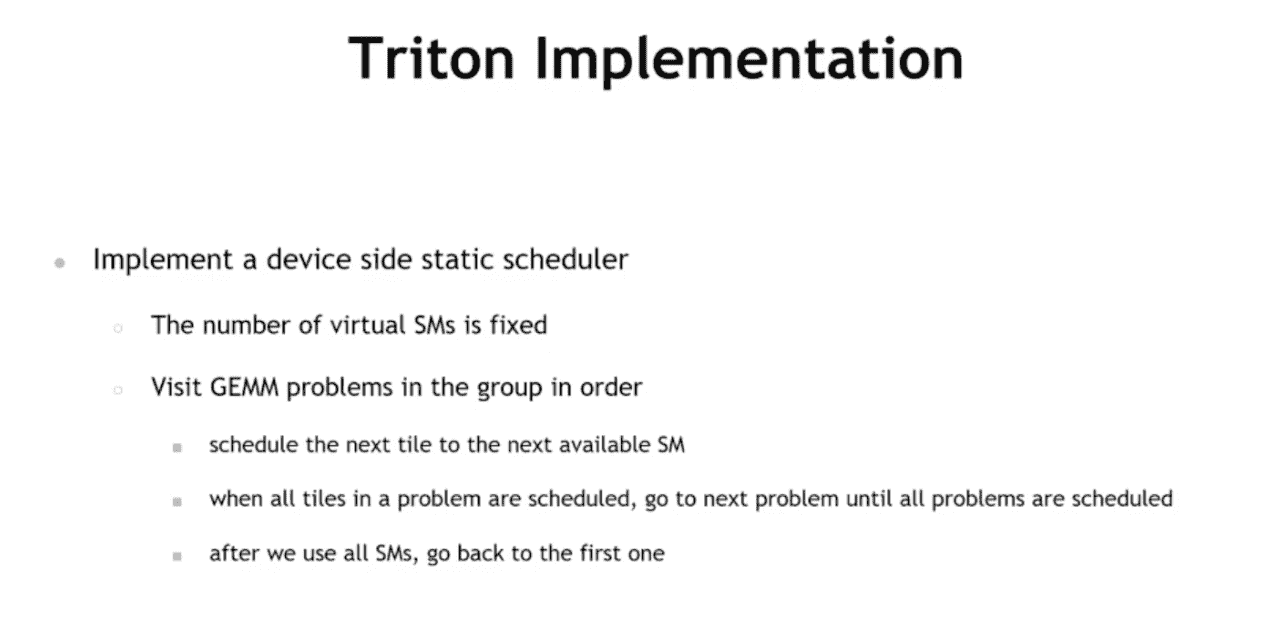 Triton Implementation
Implement a device side static scheduler
The number of virtual SMs is fixed
Visit GEMM problems in the group in order
schedule the next tile to the next available SM
when all tiles in a problem are scheduled, go to next problem until all problems are scheduled
after we use all SMs, go back to the first one